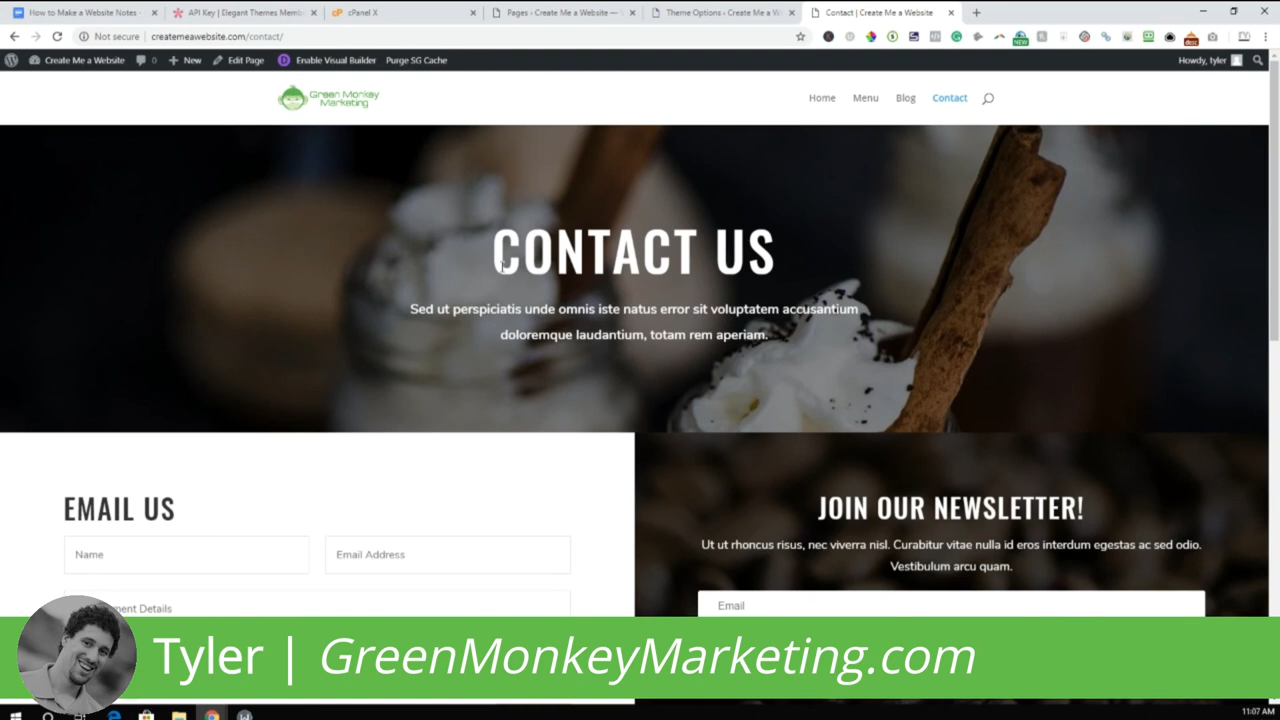 How to Make a Website Notes -
API Key | Elegant Themes Memb
cP cPanel X
Pages ‹ Create Me a Website —
Theme Options ‹ Create Me a W
Contact | Create Me a Website
Not secure | createmeawebsite.com/contact/
NEW
Create Me a Website
0
New
Edit Page
D Enable Visual Builder
Purge SG Cache
Howdy, tyler
Green Monkey
Marketing
Home
Menu
Blog
Contact
CONTACT US
Sed ut perspiciatis unde omnis iste natus error sit voluptatem accusantium
doloremque laudantium, totam rem aperiam.
EMAIL US
Name
Email Address
ment Details
JOIN OUR NEWSLETTER!
Ut ut rhoncus risus, nec viverra nisl. Curabitur vitae nulla id eros interdum egestas ac sed odio.
Vestibulum arcu quam.
Email
Tyler | GreenMonkeyMarketing.com
11:07 AM